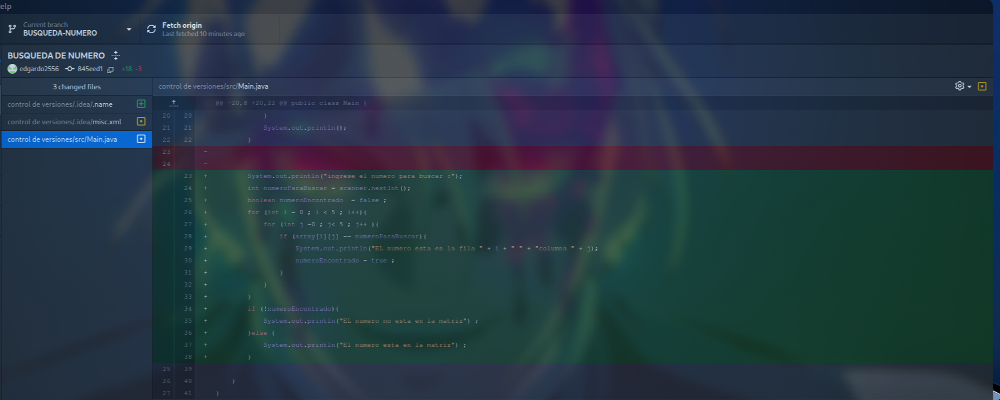 elp
Current branch
BUSQUEDA-NUMERO
Fetch origin
Last fetched 10 minutes ago
BUSQUEDA DE NUMERO
edgardo2556 845eed1 +18 -3
3 changed files
control de versiones/.idea/.name
control de versiones/.idea/misc.xml
control de versiones/src/Main.java
control de versiones/src/Main.java
@@ -20,8 +20,22 @@ public class Main {
20 20 }
21 21 System.out.println();
22 22 }
23 -
24 -
23 + System.out.println("ingrese el numero para buscar :");
24 + int numeroParaBuscar = scanner.nextInt();
25 + boolean numeroEncontrado = false ;
26 + for (int i = 0 ; i < 5 ; i++){
27 + for (int j =0 ; j< 5 ; j++ ){
28 + if (array[i][j] == numeroParaBuscar){
29 + System.out.println("EL numero esta en la fila " + i + " " + "columna " + j);
30 + numeroEncontrado = true ;
31 + }
32 + }
33 + }
34 + if (!numeroEncontrado){
35 + System.out.println("EL numero no esta en la matriz") ;
36 + }else {
37 + System.out.println("El numero esta en la matriz") ;
38 + }
25 39
26 40 }
27 41 }